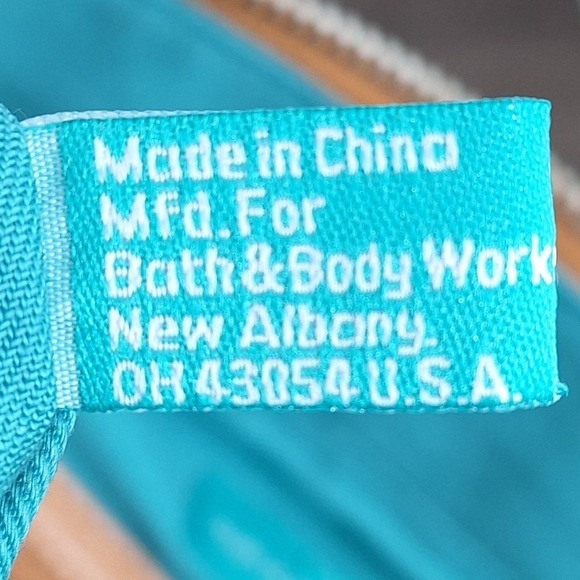 Made in China
Mfd. For
Bath & Body Work
New Albany.
OH 43054 U.S.A.